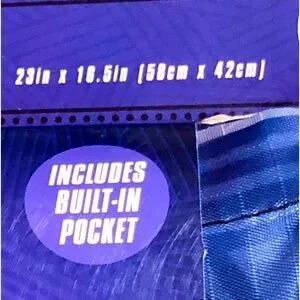 23in x 16.5in (58cm x 42cm)
INCLUDES
BUILT-IN
POCKET